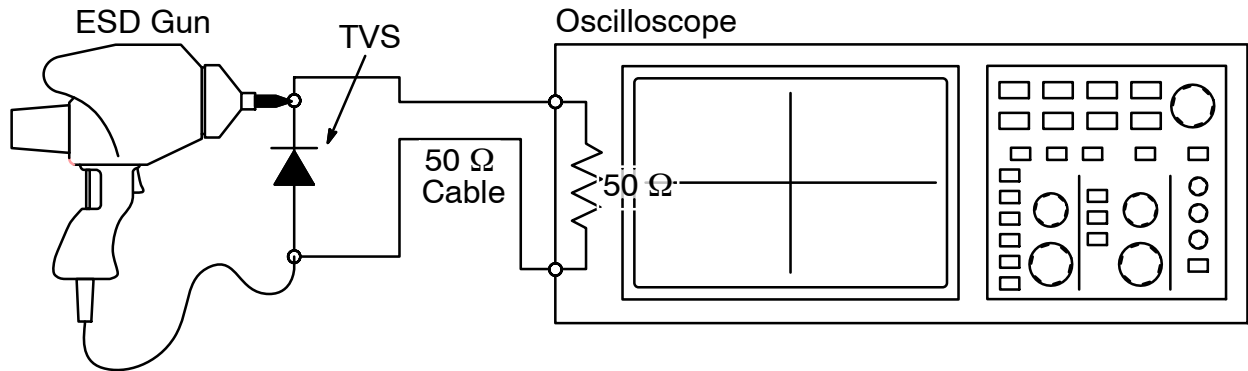 ESD Gun
TVS
Oscilloscope
50 Ω
Cable
50 Ω